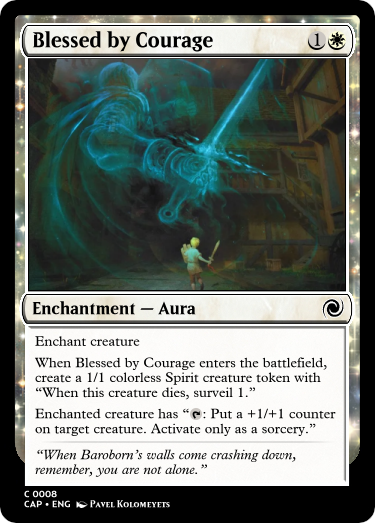 Blessed by Courage 1
Enchantment — Aura
Enchant creature
When Blessed by Courage enters the battlefield,
create a 1/1 colorless Spirit creature token with
“When this creature dies, surveil 1.”
Enchanted creature has “: Put a +1/+1 counter
on target creature. Activate only as a sorcery.”
“When Baroborn’s walls come crashing down,
remember, you are not alone.”
C 0008
CAP • ENG Pavel Kolomeyets